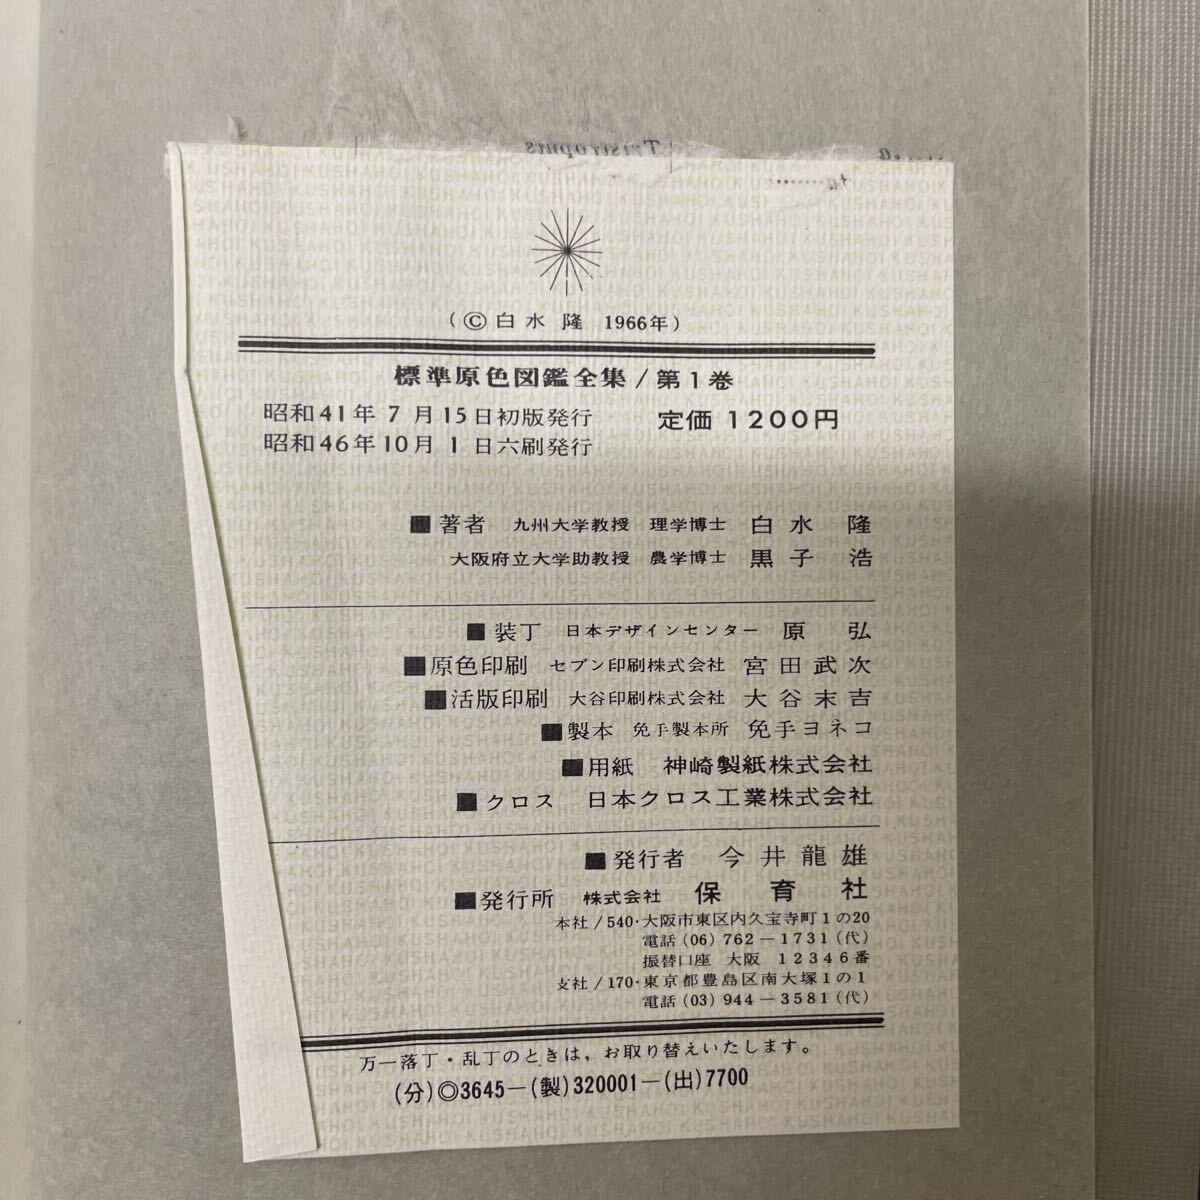 Tristropuis
(©白水 隆 1966年)
標準原色図鑑全集/第1巻
昭和41年 7月15日初版発行 定価 1200円
昭和46年10月 1日六刷発行
■著者 九州大学教授 理学博士 白水 隆
大阪府立大学助教授 農学博士 黒子 浩
■装丁 日本デザインセンター 原 弘
■原色印刷 セブン印刷株式会社 宮田武次
■活版印刷 大谷印刷株式会社 大谷末吉
■製本 免手製本所 免手ヨネコ
■用紙 神崎製紙株式会社
■クロス 日本クロス工業株式会社
■発行者 今井龍雄
■発行所 株式会社 保育社
本社/540・大阪市東区内久宝寺町1の20
電話(06)762―1731(代)
振替口座 大阪 12346番
支社/170・東京都豊島区南大塚1の1
電話(03)944―3581(代)
万一落丁・乱丁のときは,お取り替えいたします。
(分)◎3645―(製)320001―(出)7700